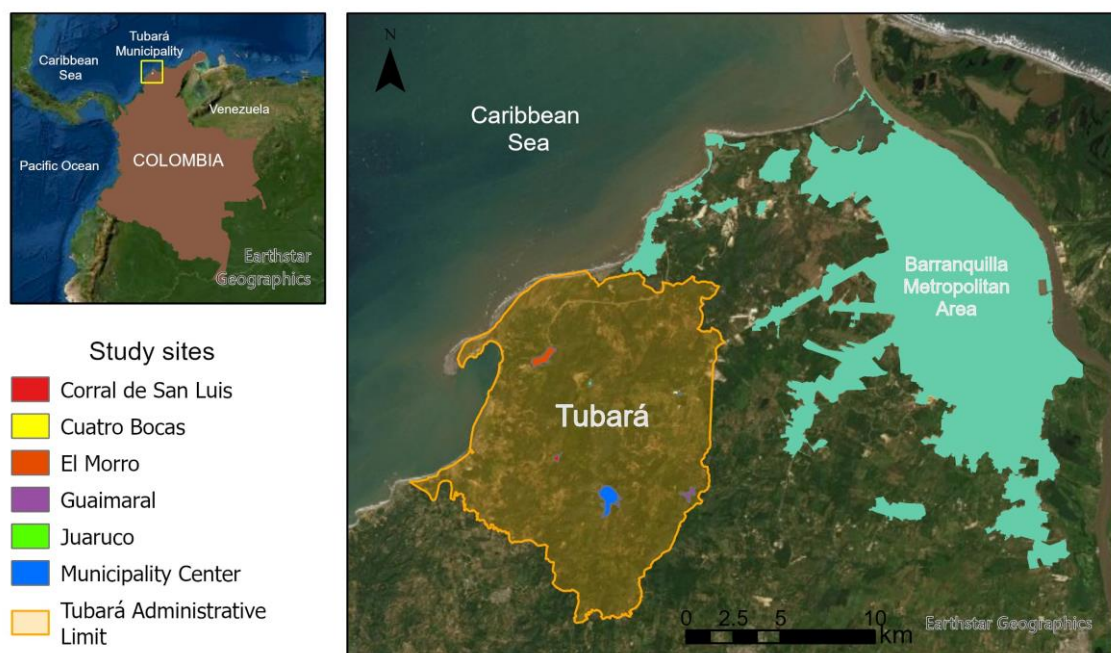 Tubará
Municipality
Caribbean
Sea
Venezuela
Pacific Ocean
COLOMBIA
Earthstar
Geographics
Study sites
Corral de San Luis
Cuatro Bocas
El Morro
Guaimaral
Juaruco
Municipality Center
Tubará Administrative
Limit
N
Caribbean
Sea
Barranquilla
Metropolitan
Area
Tubará
0 2.5 5 10
km
Earthstar Geographics